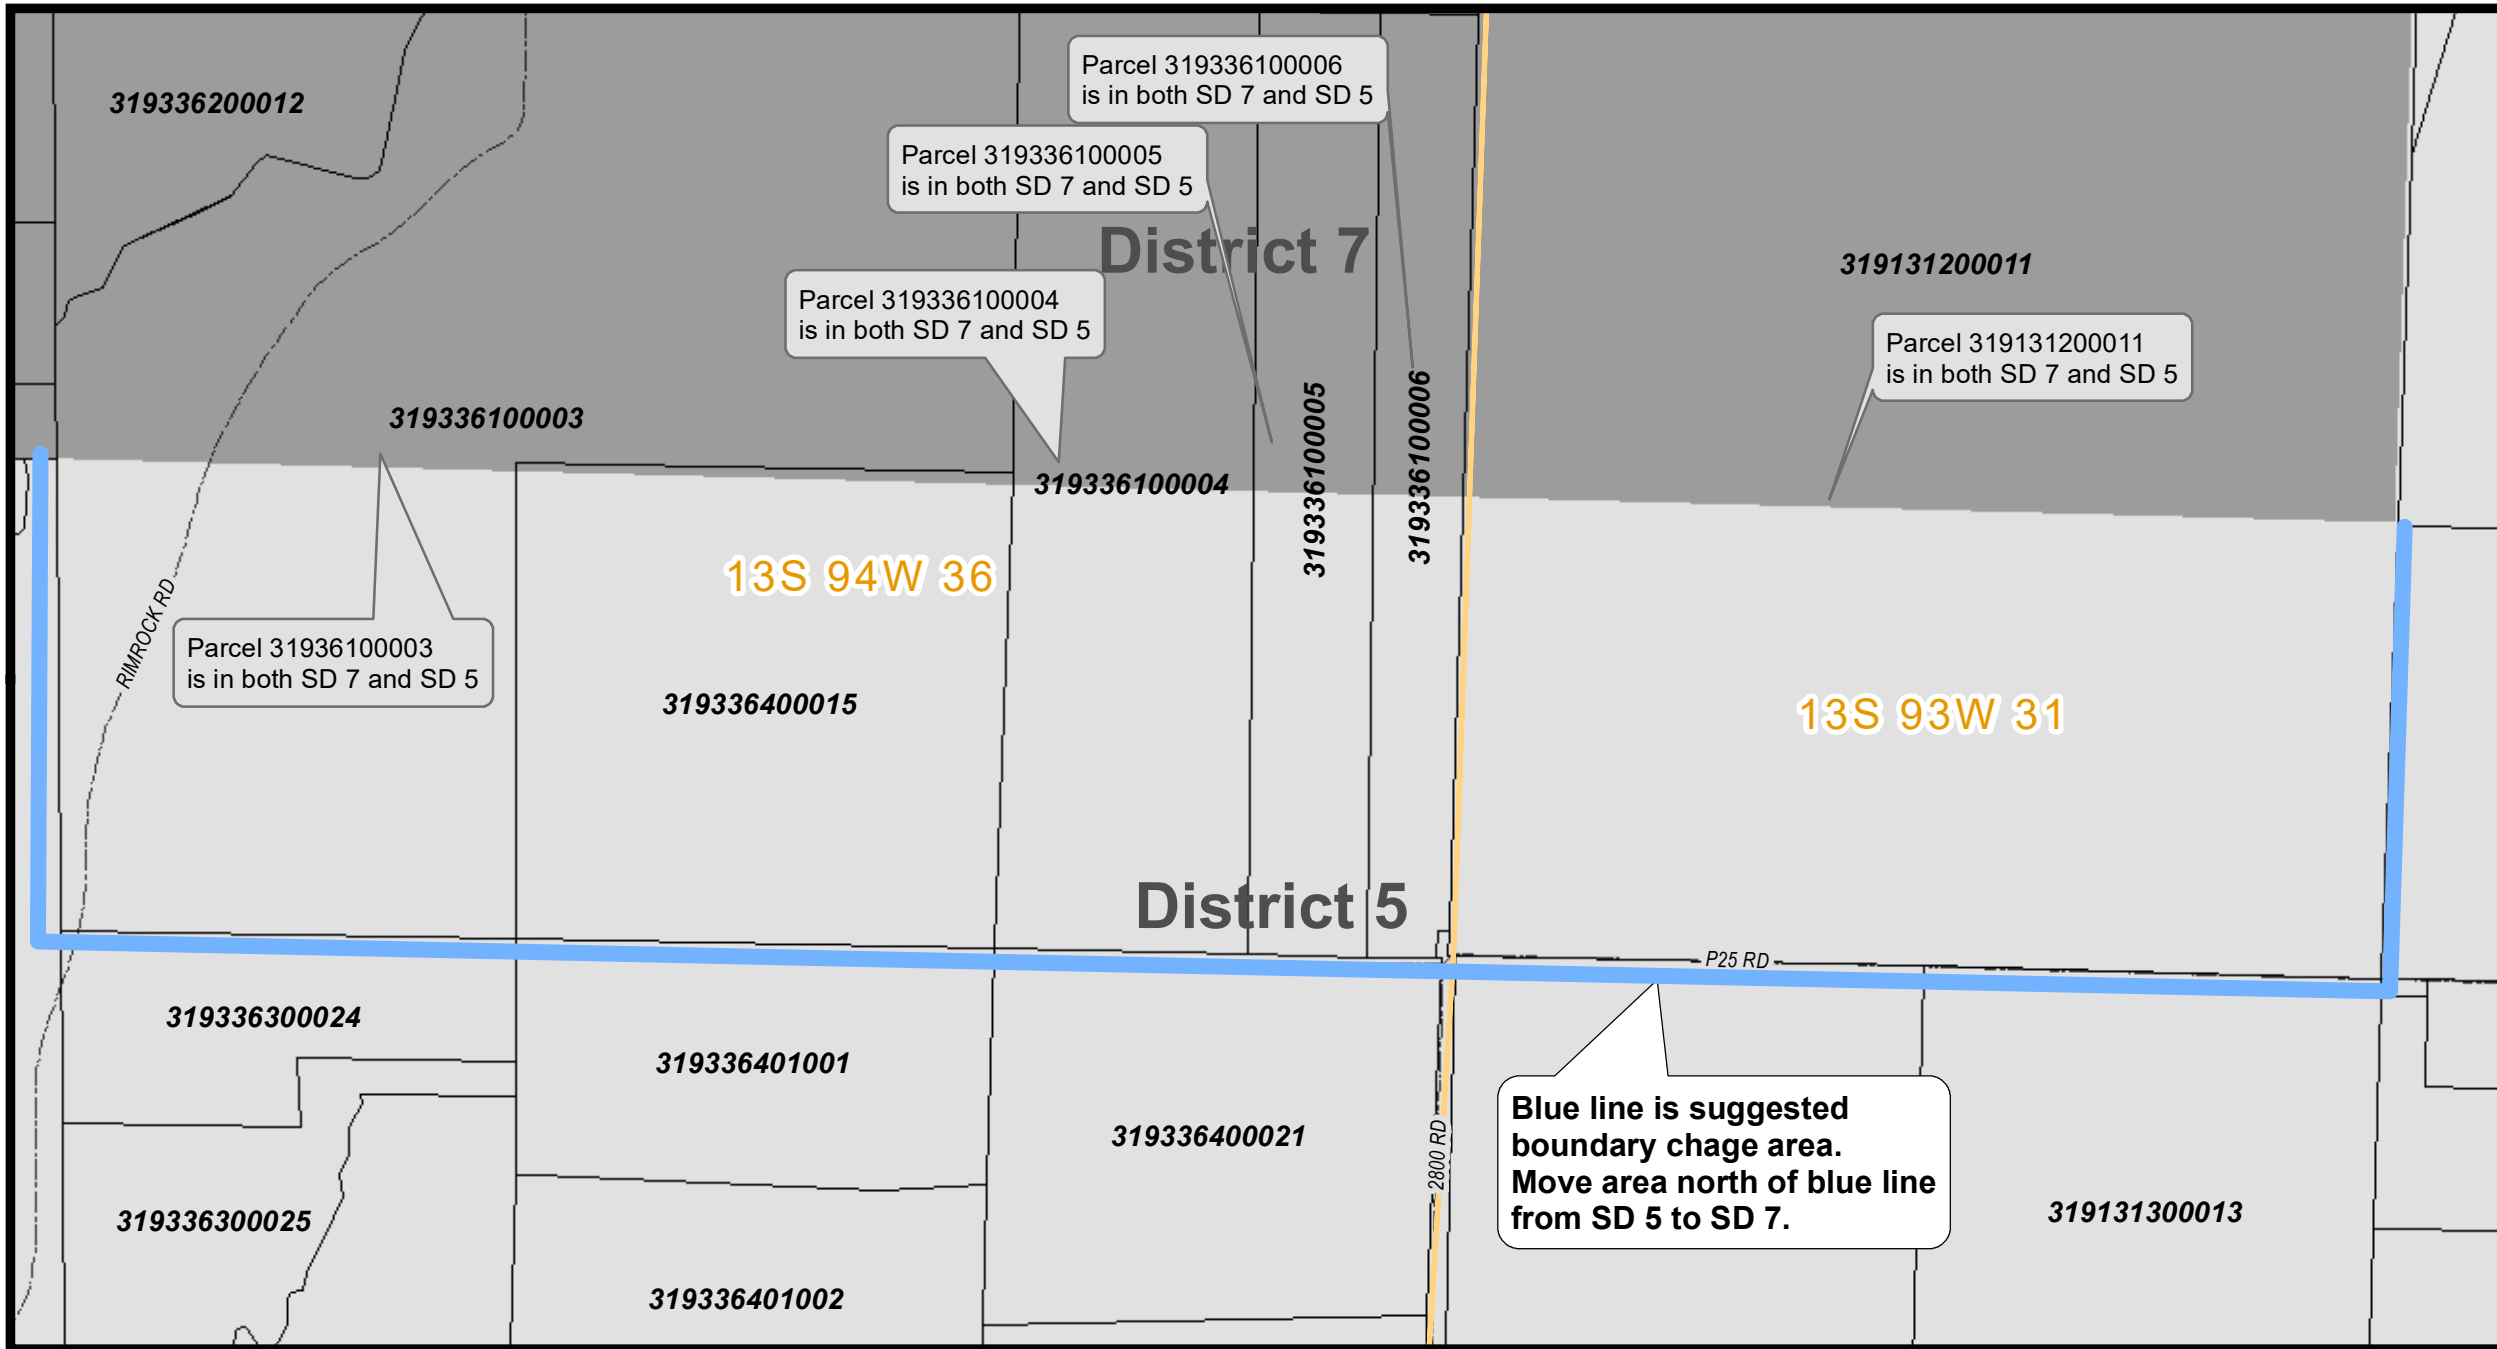 319336200012
Parcel 319336100006
is in both SD 7 and SD 5
Parcel 319336100005
is in both SD 7 and SD 5
District 7
319131200011
Parcel 319336100004
is in both SD 7 and SD 5
Parcel 319131200011
is in both SD 7 and SD 5
319336100003
319336100004
319336100005
319336100006
13S 94W 36
RIMROCK RD
Parcel 31936100003
is in both SD 7 and SD 5
319336400015
13S 93W 31
District 5
P25 RD
319336300024
319336401001
319336400021
2800 RD
Blue line is suggested
boundary chage area.
Move area north of blue line
from SD 5 to SD 7.
319336300025
319131300013
319336401002